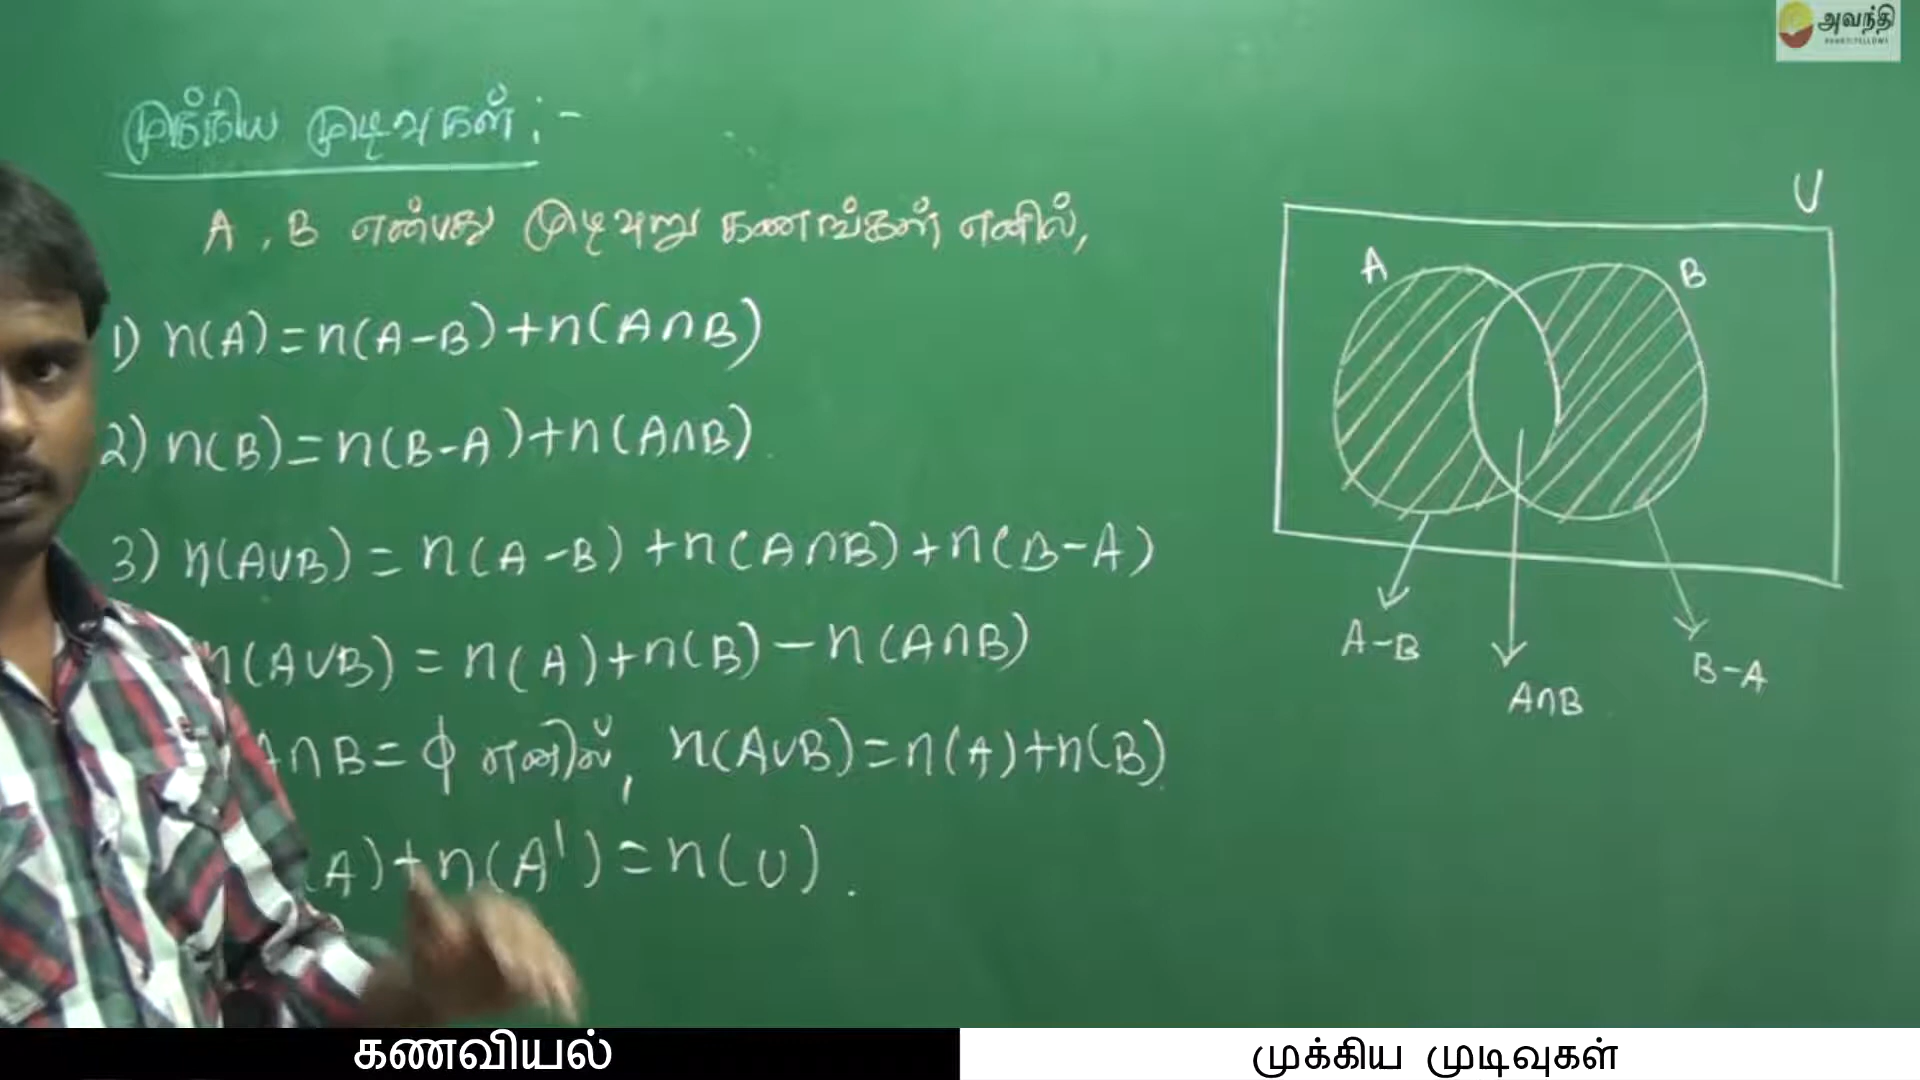 முக்கிய முடிவுகள் :-
A , B என்பது முடிவுறு கணங்கள் எனில்,
1) n(A)=n(A-B)+n(A∩B)
2) n(B)=n(B-A)+n(A∩B)
3) n(A∪B) = n(A-B) +n(A∩B)+n(B-A)
n(A∪B) = n(A)+n(B)-n(A∩B)
A∩B=ϕ எனில், n(A∪B)=n(A)+n(B)
(A)+n(A')=n(U).
U
A
B
A-B
A∩B
B-A
அவந்தி
கணவியல்
முக்கிய முடிவுகள்